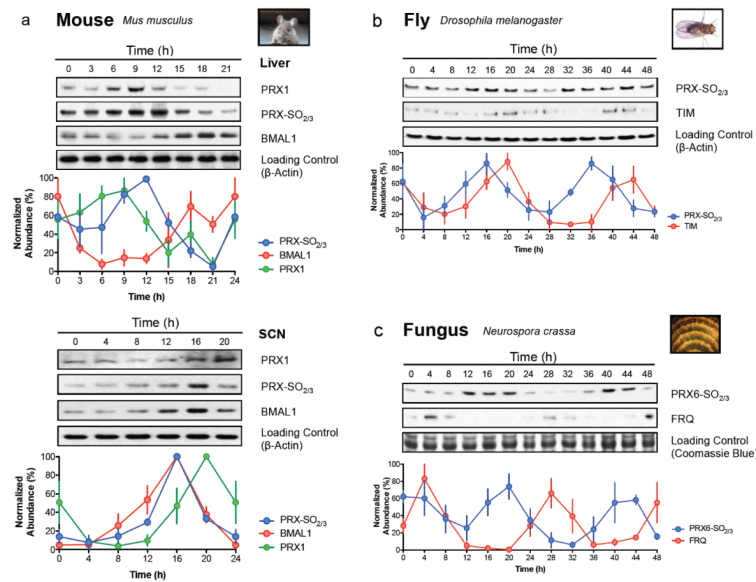 a Mouse Mus musculus
Time (h)
0 3 6 9 12 15 18 21
Liver
PRX1
PRX-SO2/3
BMAL1
Loading Control
(β-Actin)
Normalized
Abundance (%)
100
80
60
40
20
0
0 3 6 9 12 15 18 21 24
Time (h)
PRX-SO2/3
BMAL1
PRX1
Time (h)
0 4 8 12 16 20
SCN
PRX1
PRX-SO2/3
BMAL1
Loading Control
(β-Actin)
Normalized
Abundance (%)
100
80
60
40
20
0
0 4 8 12 16 20 24
Time (h)
PRX-SO2/3
BMAL1
PRX1
b Fly Drosophila melanogaster
Time (h)
0 4 8 12 16 20 24 28 32 36 40 44 48
PRX-SO2/3
TIM
Loading Control
(β-Actin)
Normalized
Abundance (%)
100
80
60
40
20
0
0 4 8 12 16 20 24 28 32 36 40 44 48
Time (h)
PRX-SO2/3
TIM
c Fungus Neurospora crassa
Time (h)
0 4 8 12 16 20 24 28 32 36 40 44 48
PRX6-SO2/3
FRQ
Loading Control
(Coomassie Blue)
Normalized
Abundance (%)
100
80
60
40
20
0
0 4 8 12 16 20 24 28 32 36 40 44 48
Time (h)
PRX6-SO2/3
FRQ